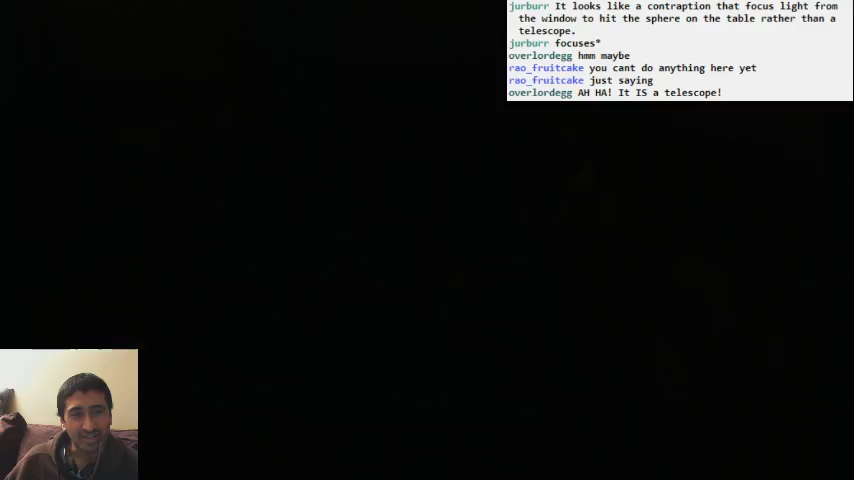 jurburr It looks like a contraption that focus light from
the window to hit the sphere on the table rather than a
telescope.
jurburr focuses*
overlordegg hmm maybe
rao_fruitcake you cant do anything here yet
rao_fruitcake just saying
overlordegg AH HA! It IS a telescope!